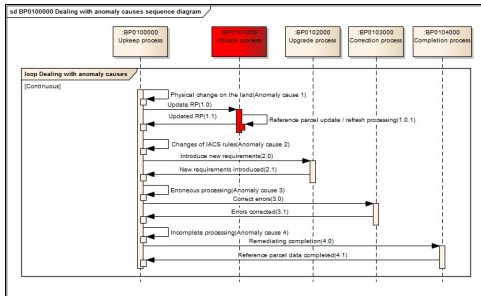 sd BP0100000 Dealing with anomaly causes sequence diagram
:BP0100000
Upkeep process
:BP0101000
Update process
:BP0102000
Upgrade process
:BP0103000
Correction process
:BP0104000
Completion process
loop Dealing with anomaly causes
[Continuous]
Physical change on the land(Anomaly cause 1)
Update RP(1.0)
Updated RP(1.1)
Reference parcel update / refresh processing(1.0.1)
Changes of IACS rules(Anomaly cause 2)
Introduce new requirements(2.0)
New requirements introduced(2.1)
Erroneous processing(Anomaly cause 3)
Correct errors(3.0)
Errors corrected(3.1)
Incomplete processing(Anomaly cause 4)
Remediating completion(4.0)
Reference parcel data completed(4.1)